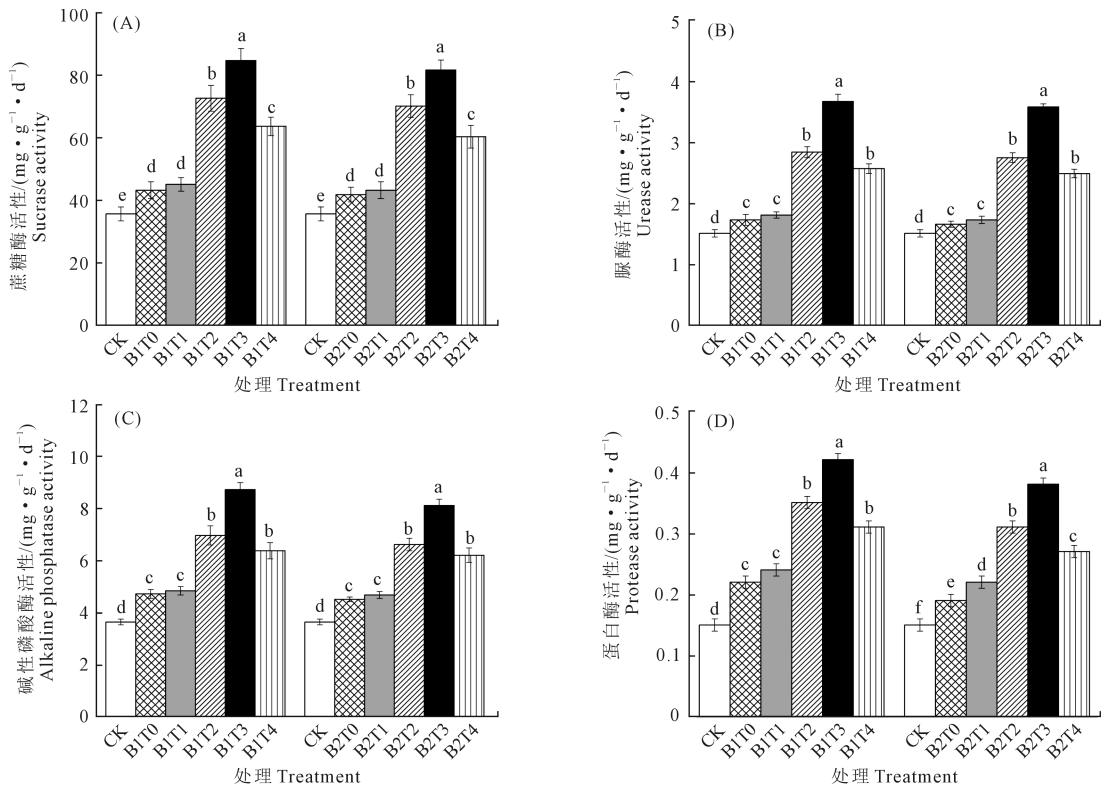 (A)
蔗糖酶活性/(mg•g⁻¹•d⁻¹)
Sucrase activity
100
80
60
40
20
0
e
d
d
b
a
c
e
d
d
b
a
c
CK
B1T0
B1T1
B1T2
B1T3
B1T4
CK
B2T0
B2T1
B2T2
B2T3
B2T4
处理 Treatment
(B)
脲酶活性/(mg•g⁻¹•d⁻¹)
Urease activity
5
4
3
2
1
0
d
c
c
b
a
b
d
c
c
b
a
b
CK
B1T0
B1T1
B1T2
B1T3
B1T4
CK
B2T0
B2T1
B2T2
B2T3
B2T4
处理 Treatment
(C)
碱性磷酸酶活性/(mg•g⁻¹•d⁻¹)
Alkaline phosphatase activity
12
10
8
6
4
2
0
d
c
c
b
a
b
d
c
c
b
a
b
CK
B1T0
B1T1
B1T2
B1T3
B1T4
CK
B2T0
B2T1
B2T2
B2T3
B2T4
处理 Treatment
(D)
蛋白酶活性/(mg•g⁻¹•d⁻¹)
Protease activity
0.5
0.4
0.3
0.2
0.1
0
d
c
c
b
a
b
f
e
d
b
a
c
CK
B1T0
B1T1
B1T2
B1T3
B1T4
CK
B2T0
B2T1
B2T2
B2T3
B2T4
处理 Treatment